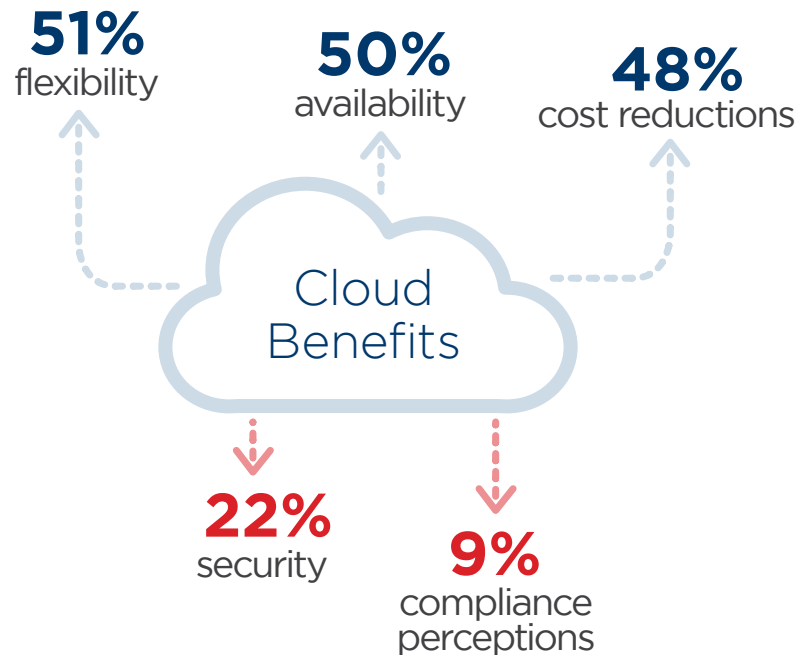 51%
flexibility
50%
availability
48%
cost reductions
Cloud
Benefits
22%
security
9%
compliance
perceptions